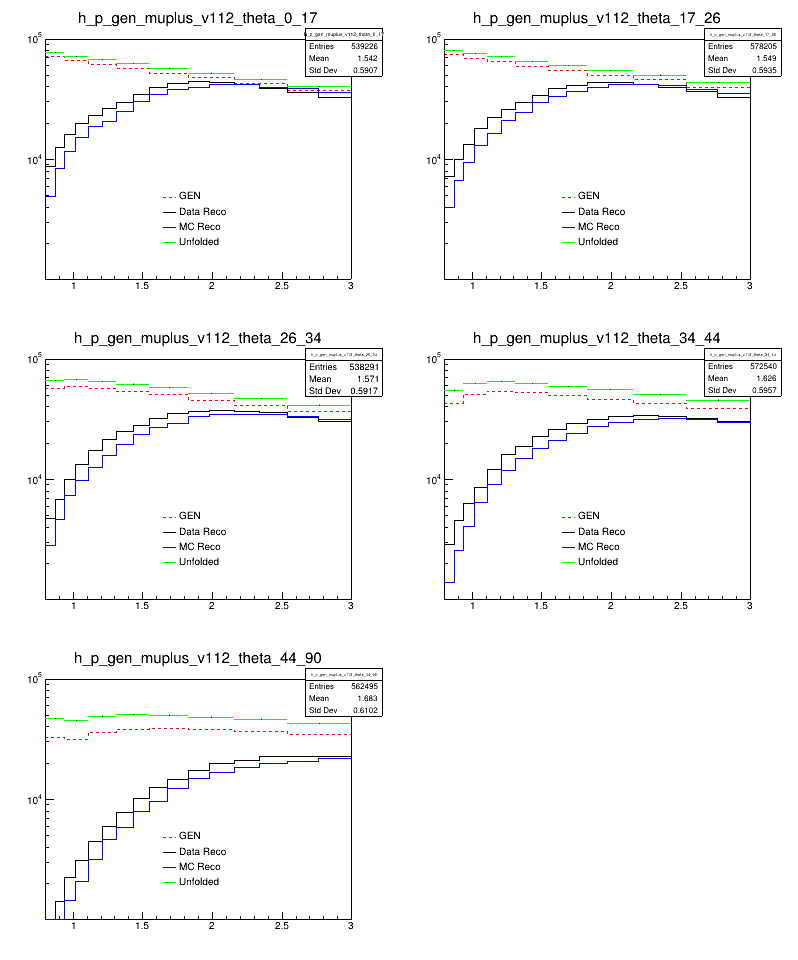 h_p_gen_muplus_v112_theta_0_17
h_p_gen_muplus_v112_theta_0_17
Entries 539226
Mean 1.542
Std Dev 0.5907
10^5
10^4
GEN
Data Reco
MC Reco
Unfolded
1 1.5 2 2.5 3
h_p_gen_muplus_v112_theta_17_26
h_p_gen_muplus_v112_theta_17_26
Entries 578205
Mean 1.549
Std Dev 0.5935
10^5
10^4
GEN
Data Reco
MC Reco
Unfolded
1 1.5 2 2.5 3
h_p_gen_muplus_v112_theta_26_34
h_p_gen_muplus_v112_theta_26_34
Entries 538291
Mean 1.571
Std Dev 0.5917
10^5
10^4
GEN
Data Reco
MC Reco
Unfolded
1 1.5 2 2.5 3
h_p_gen_muplus_v112_theta_34_44
h_p_gen_muplus_v112_theta_34_44
Entries 572540
Mean 1.626
Std Dev 0.5957
10^5
10^4
GEN
Data Reco
MC Reco
Unfolded
1 1.5 2 2.5 3
h_p_gen_muplus_v112_theta_44_90
h_p_gen_muplus_v112_theta_44_90
Entries 562495
Mean 1.683
Std Dev 0.6102
10^5
10^4
GEN
Data Reco
MC Reco
Unfolded
1 1.5 2 2.5 3